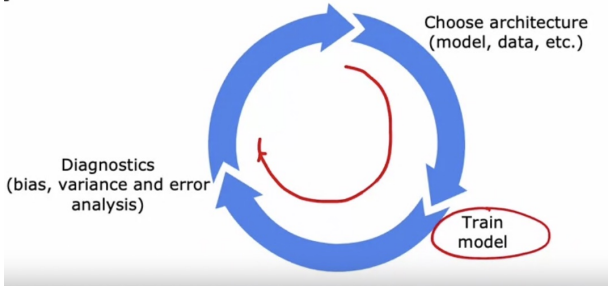 Choose architecture
(model, data, etc.)
Diagnostics
(bias, variance and error
analysis)
Train
model